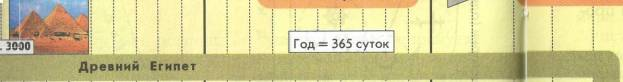 . 3000
Год = 365 суток
Древний Египет